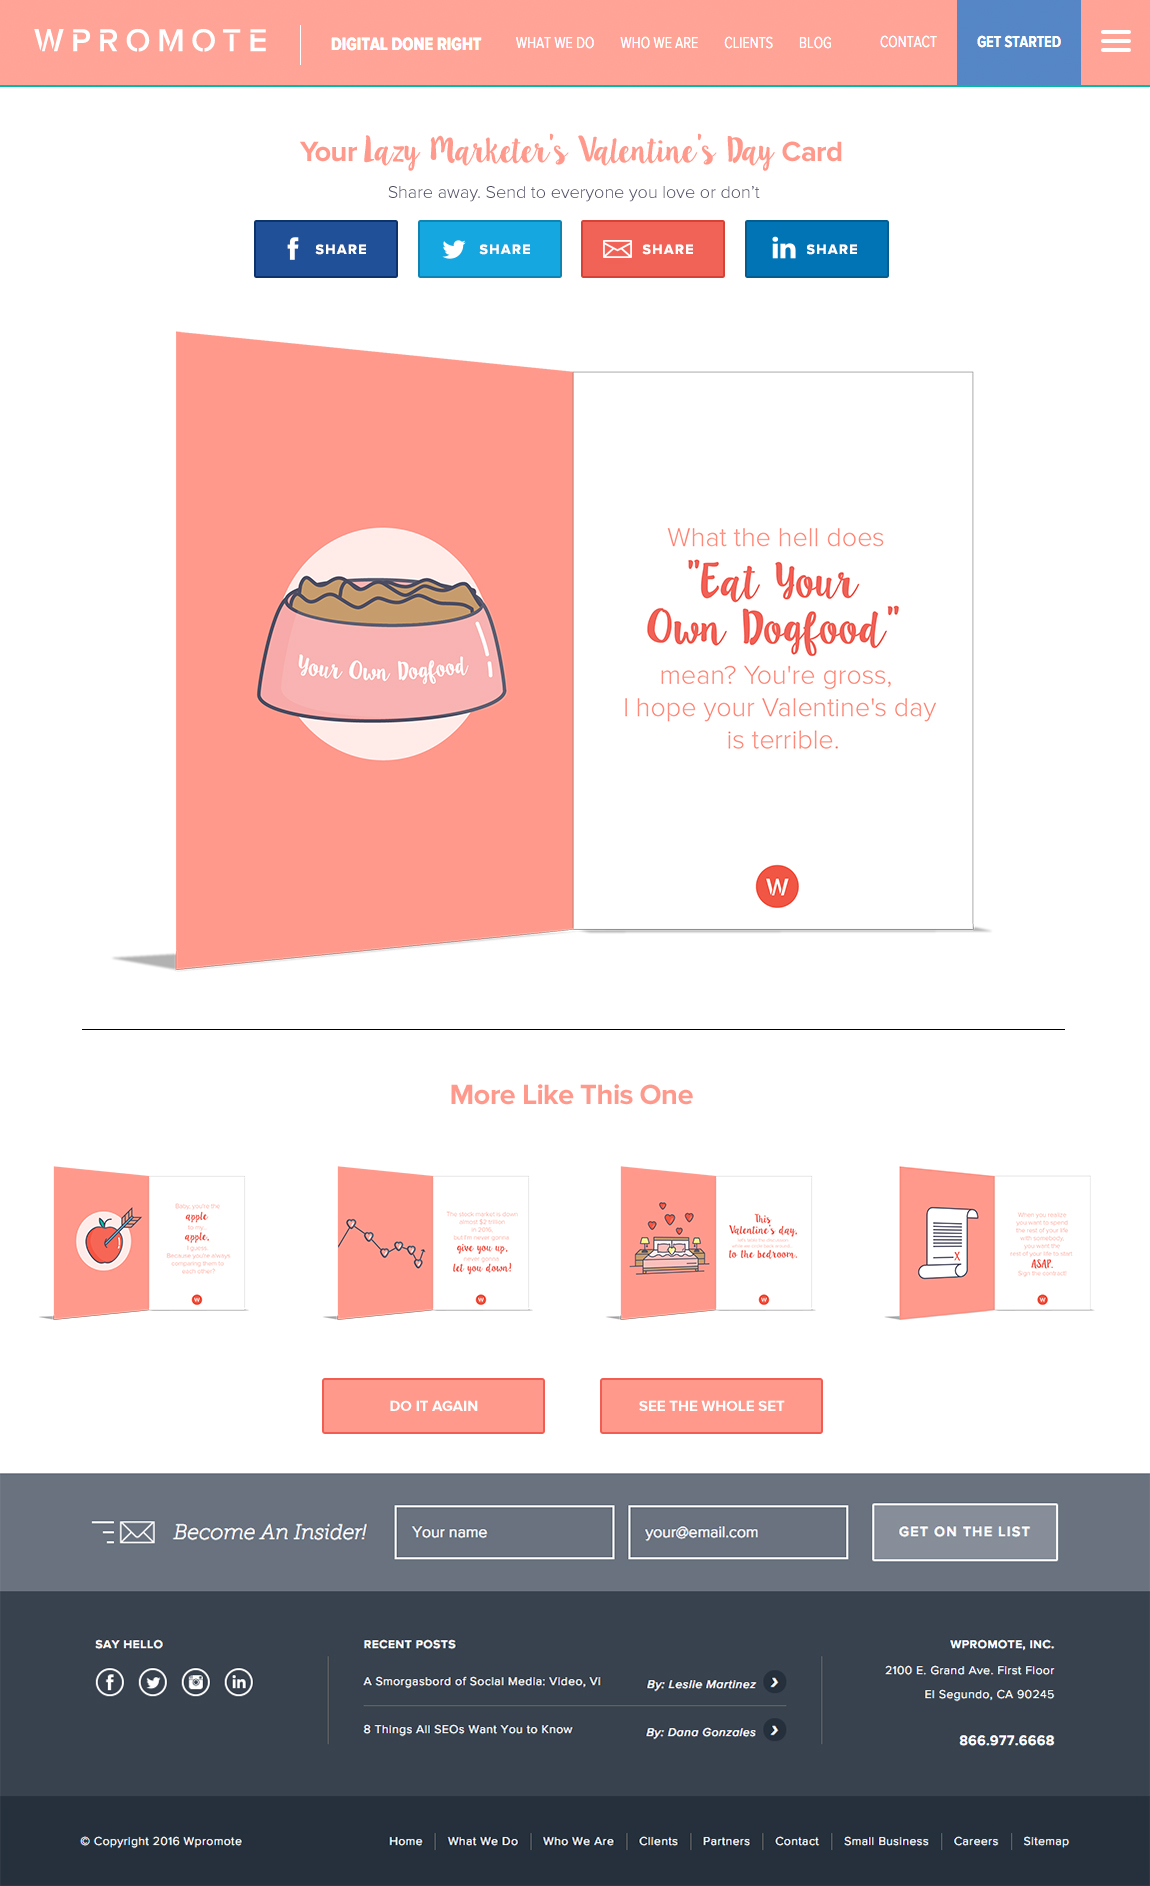 WPROMOTE
DIGITAL DONE RIGHT
WHAT WE DO
WHO WE ARE
CLIENTS
BLOG
CONTACT
GET STARTED
Your Lazy Marketer's Valentine's Day Card
Share away. Send to everyone you love or don't
SHARE
SHARE
SHARE
SHARE
Your Own Dogfood
What the hell does
"Eat Your
Own Dogfood"
mean? You're gross,
I hope your Valentine's day
is terrible.
W
More Like This One
Baby, you're the
apple
to my
apple,
I guess.
Because you're always
comparing them to
each other?
W
The stock market is down
almost $2 trillion
in 2016,
but I'm never gonna
give you up,
never gonna
let you down!
W
This
Valentine's day,
to the bedroom.
W
When you realize
you want to spend
the rest of your life
with somebody,
you want the
rest of your life to start
ASAP.
Sign the contract!
X
W
DO IT AGAIN
SEE THE WHOLE SET
Become An Insider!
Your name
your@email.com
GET ON THE LIST
SAY HELLO
RECENT POSTS
A Smorgasbord of Social Media: Video, VI
By: Leslie Martinez
8 Things All SEOs Want You to Know
By: Dana Gonzales
WPROMOTE, INC.
2100 E. Grand Ave. First Floor
El Segundo, CA 90245
866.977.6668
© Copyright 2016 Wpromote
Home
What We Do
Who We Are
Clients
Partners
Contact
Small Business
Careers
Sitemap